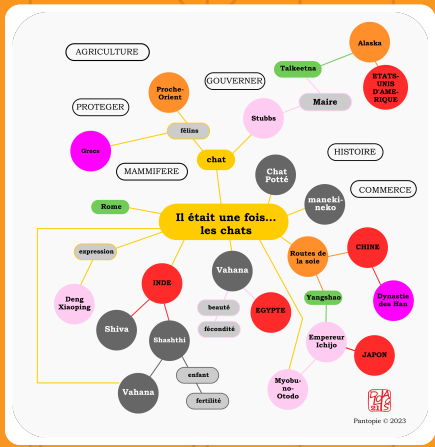 AGRICULTURE
Alaska
Talkeetna
GOUVERNER
ETATS-
UNIS
D'AME-
RIQUE
Proche-
Orient
Maire
PROTEGER
Stubbs
félins
Grecs
chat
HISTOIRE
MAMMIFERE
Chat
Potté
COMMERCE
maneki-
neko
Rome
Il était une fois...
les chats
expression
Routes de
la soie
CHINE
Vahana
INDE
Deng
Xiaoping
Yangshao
Dynastie
des Han
beauté
EGYPTE
fécondité
Shiva
Shashthi
Empereur
Ichijo
JAPON
enfant
Vahana
fertilité
Myobu-
no-
Otodo
Pantopie © 2023